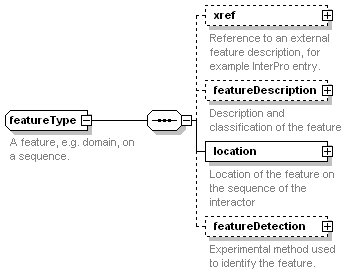 xref
Reference to an external
feature description, for
example InterPro entry.
featureDescription
Description and
classification of the feature
featureType
A feature, e.g. domain, on
a sequence.
location
Location of the feature on
the sequence of the
interactor
featureDetection
Experimental method used
to identify the feature.